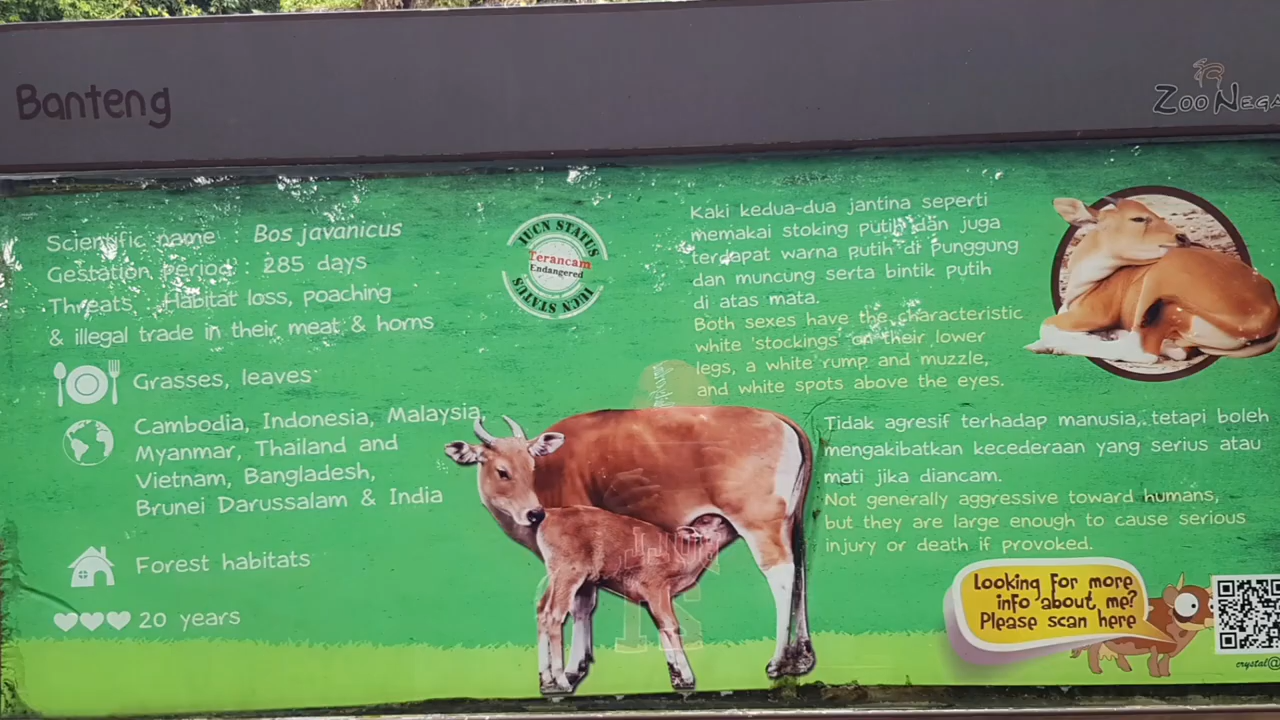 Banteng
Zoo Nega
Scientific name : Bos javanicus
Gestation period : 285 days
Threats : Habitat loss, poaching
& illegal trade in their meat & horns
Grasses, leaves
Cambodia, Indonesia, Malaysia,
Myanmar, Thailand and
Vietnam, Bangladesh,
Brunei Darussalam & India
Forest habitats
20 years
IUCN STATUS
Terancam
Endangered
IUCN STATUS
Kaki kedua-dua jantina seperti
memakai stoking putih dan juga
terdapat warna putih di punggung
dan muncung serta bintik putih
di atas mata.
Both sexes have the characteristic
white 'stockings' on their lower
legs, a white rump and muzzle,
and white spots above the eyes.
Tidak agresif terhadap manusia, tetapi boleh
mengakibatkan kecederaan yang serius atau
mati jika diancam.
Not generally aggressive toward humans,
but they are large enough to cause serious
injury or death if provoked.
Looking for more
info about me?
Please scan here
crystal@